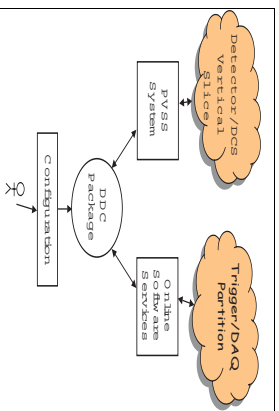 Detector/DCS
Vertical
Slice
Trigger/DAQ
Partition
PVSS
System
Online
Software
Services
DDC
Package
Configuration